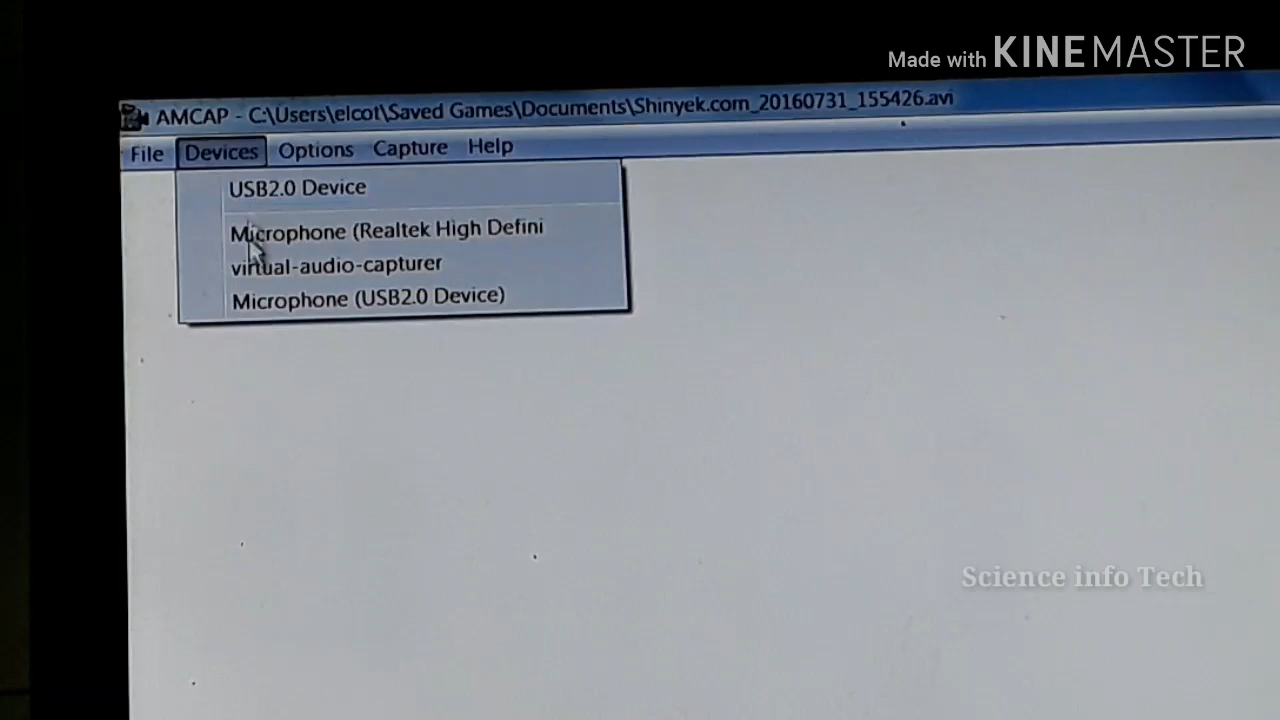 Made with KINEMASTER
AMCAP - C:\Users\elcot\Saved Games\Documents\Shinyek.com_20160731_155426.avi
File Devices Options Capture Help
USB2.0 Device
Microphone (Realtek High Defini
virtual-audio-capturer
Microphone (USB2.0 Device)
Science info Tech